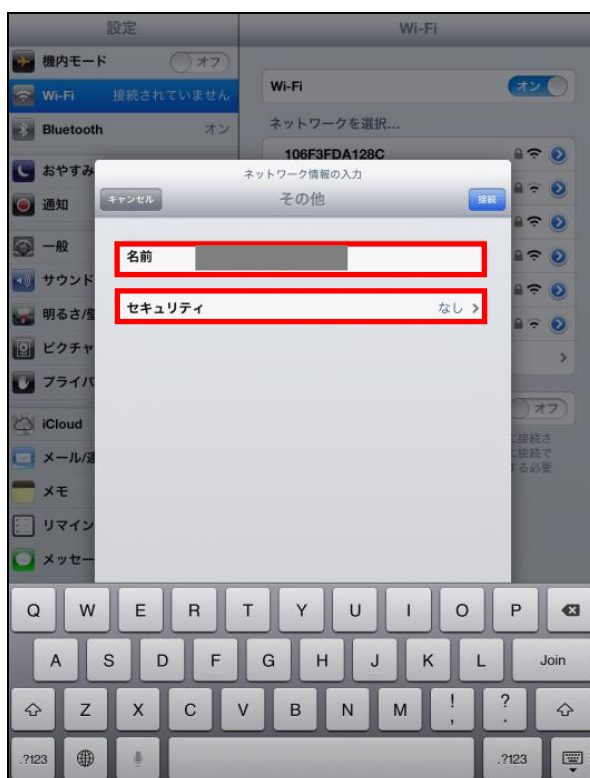 設定
Wi-Fi
機内モード
オフ
Wi-Fi
接続されていません
Bluetooth
オン
おやすみ
通知
一般
サウンド
明るさ/壁
ピクチャ
プライバ
iCloud
メール/連
メモ
リマイン
メッセー
Wi-Fi
オン
ネットワークを選択...
106F3FDA128C
ネットワーク情報の入力
キャンセル
その他
接続
名前
セキュリティ
なし
オフ
に接続さ
接続で
する必要
Q W E R T Y U I O P
A S D F G H J K L Join
Z X C V B N M ! , ? .
.?123 .?123